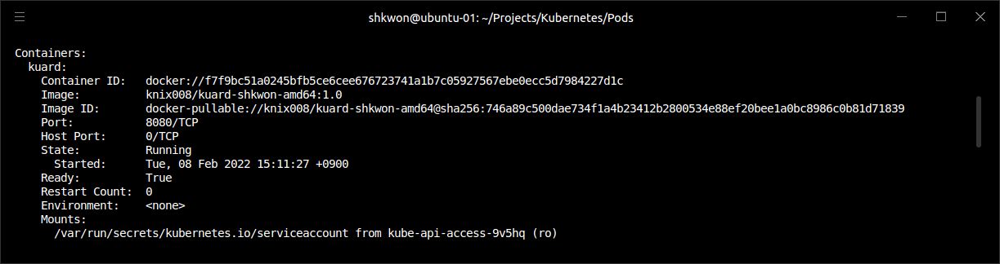 shkwon@ubuntu-01: ~/Projects/Kubernetes/Pods
Containers:
  kuard:
    Container ID:   docker://f7f9bc51a0245bfb5ce6cee676723741a1b7c05927567ebe0ecc5d7984227d1c
    Image:          knix008/kuard-shkwon-amd64:1.0
    Image ID:       docker-pullable://knix008/kuard-shkwon-amd64@sha256:746a89c500dae734f1a4b23412b2800534e88ef20bee1a0bc8986c0b81d71839
    Port:           8080/TCP
    Host Port:      0/TCP
    State:          Running
      Started:      Tue, 08 Feb 2022 15:11:27 +0900
    Ready:          True
    Restart Count:  0
    Environment:    <none>
    Mounts:
      /var/run/secrets/kubernetes.io/serviceaccount from kube-api-access-9v5hq (ro)